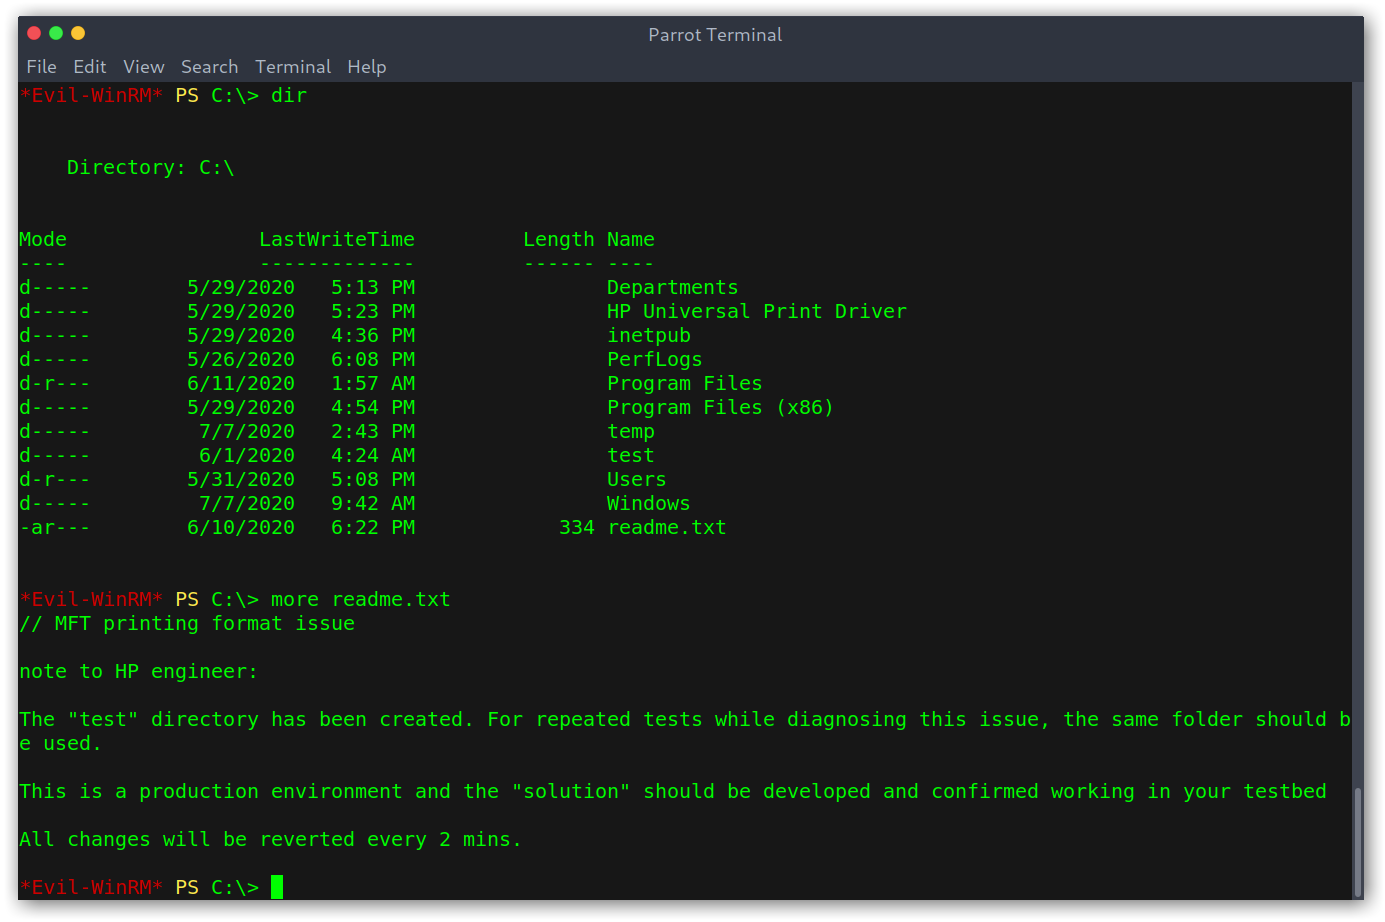 Parrot Terminal
File Edit View Search Terminal Help
*Evil-WinRM* PS C:\> dir
Directory: C:\
Mode LastWriteTime Length Name
---- ------------- ------ ----
d----- 5/29/2020 5:13 PM Departments
d----- 5/29/2020 5:23 PM HP Universal Print Driver
d----- 5/29/2020 4:36 PM inetpub
d----- 5/26/2020 6:08 PM PerfLogs
d-r--- 6/11/2020 1:57 AM Program Files
d----- 5/29/2020 4:54 PM Program Files (x86)
d----- 7/7/2020 2:43 PM temp
d----- 6/1/2020 4:24 AM test
d-r--- 5/31/2020 5:08 PM Users
d----- 7/7/2020 9:42 AM Windows
-ar--- 6/10/2020 6:22 PM 334 readme.txt
*Evil-WinRM* PS C:\> more readme.txt
// MFT printing format issue
note to HP engineer:
The "test" directory has been created. For repeated tests while diagnosing this issue, the same folder should b
e used.
This is a production environment and the "solution" should be developed and confirmed working in your testbed
All changes will be reverted every 2 mins.
*Evil-WinRM* PS C:\>